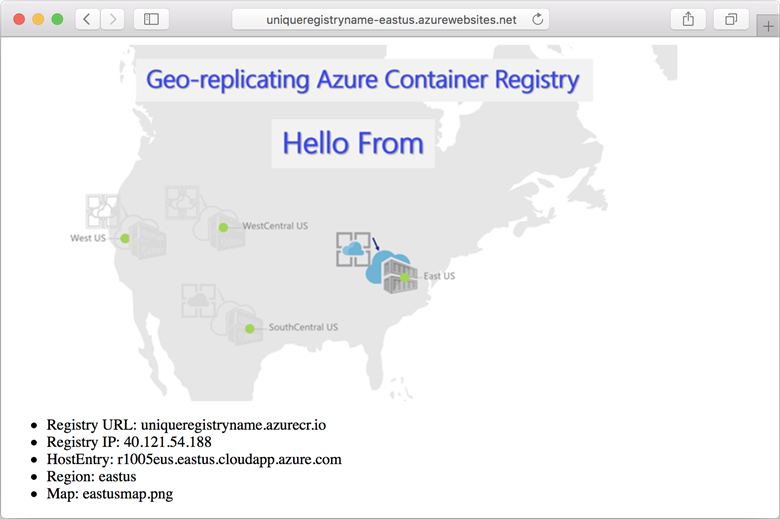 uniqueregistryname-eastus.azurewebsites.net
Geo-replicating Azure Container Registry
Hello From
West US
WestCentral US
East US
SouthCentral US
Registry URL: uniqueregistryname.azurecr.io
Registry IP: 40.121.54.188
HostEntry: r1005eus.eastus.cloudapp.azure.com
Region: eastus
Map: eastusmap.png